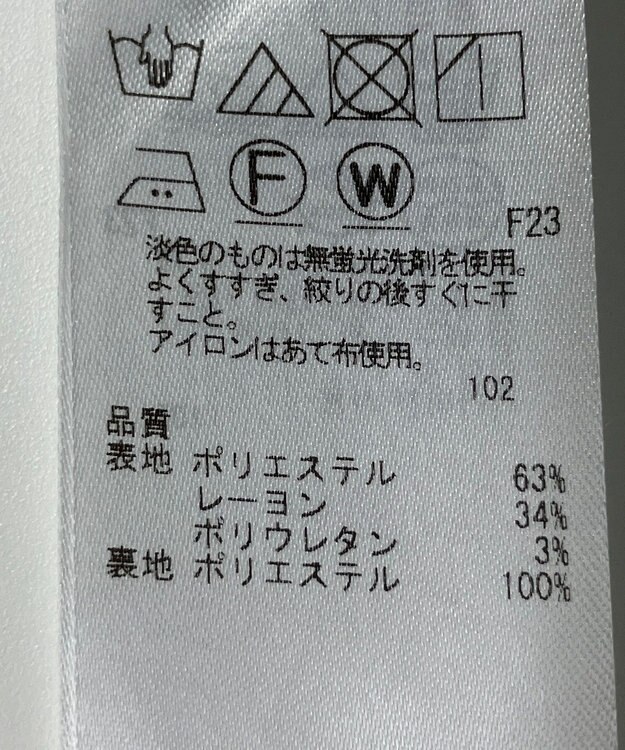 F
W
F23
淡色のものは無蛍光洗剤を使用。
よくすすぎ、絞りの後すぐに干
すこと。
アイロンはあて布使用。
102
品質
表地 ポリエステル 63%
レーヨン 34%
ポリウレタン 3%
裏地 ポリエステル 100%